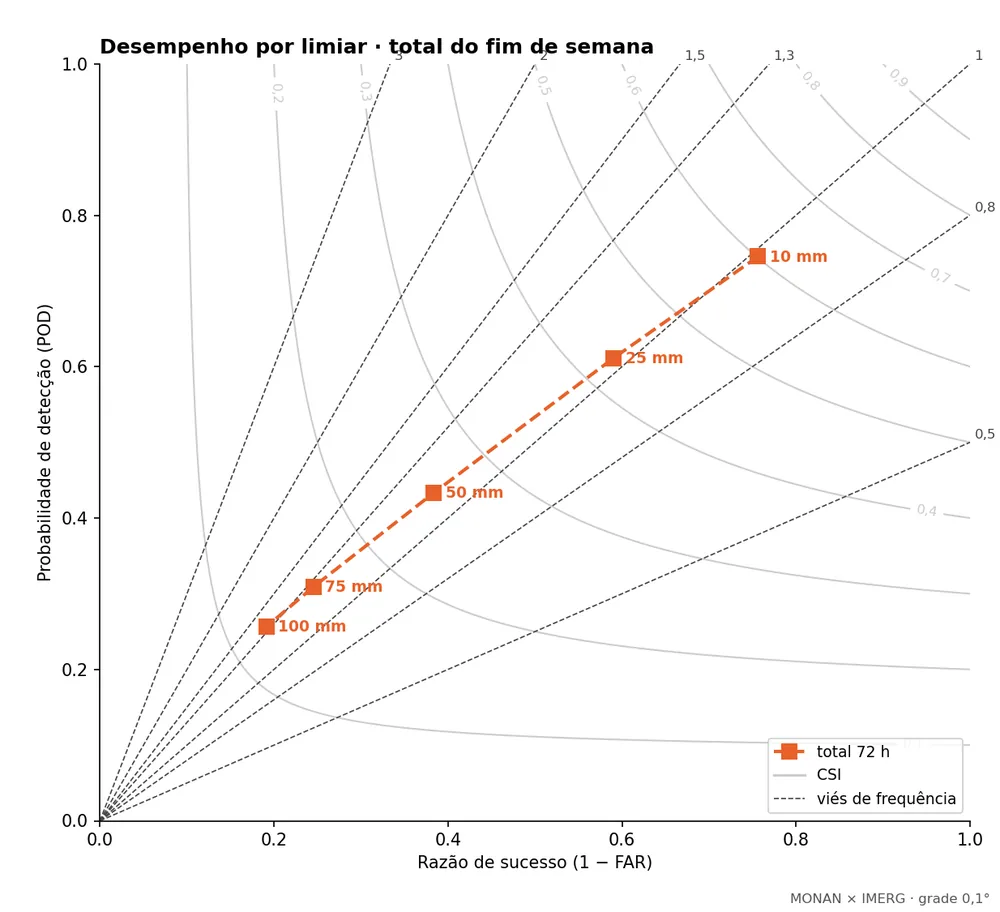 Desempenho por limiar · total do fim de semana
3
2
1,5
1,3
1
0,8
0,5
0,2
0,3
0,5
0,6
0,8
0,9
0,7
0,4
1.0
0.8
0.6
0.4
0.2
0.0
Probabilidade de detecção (POD)
10 mm
25 mm
50 mm
75 mm
100 mm
total 72 h
CSI
viés de frequência
0.0
0.2
0.4
0.6
0.8
1.0
Razão de sucesso (1 − FAR)
MONAN × IMERG · grade 0,1°